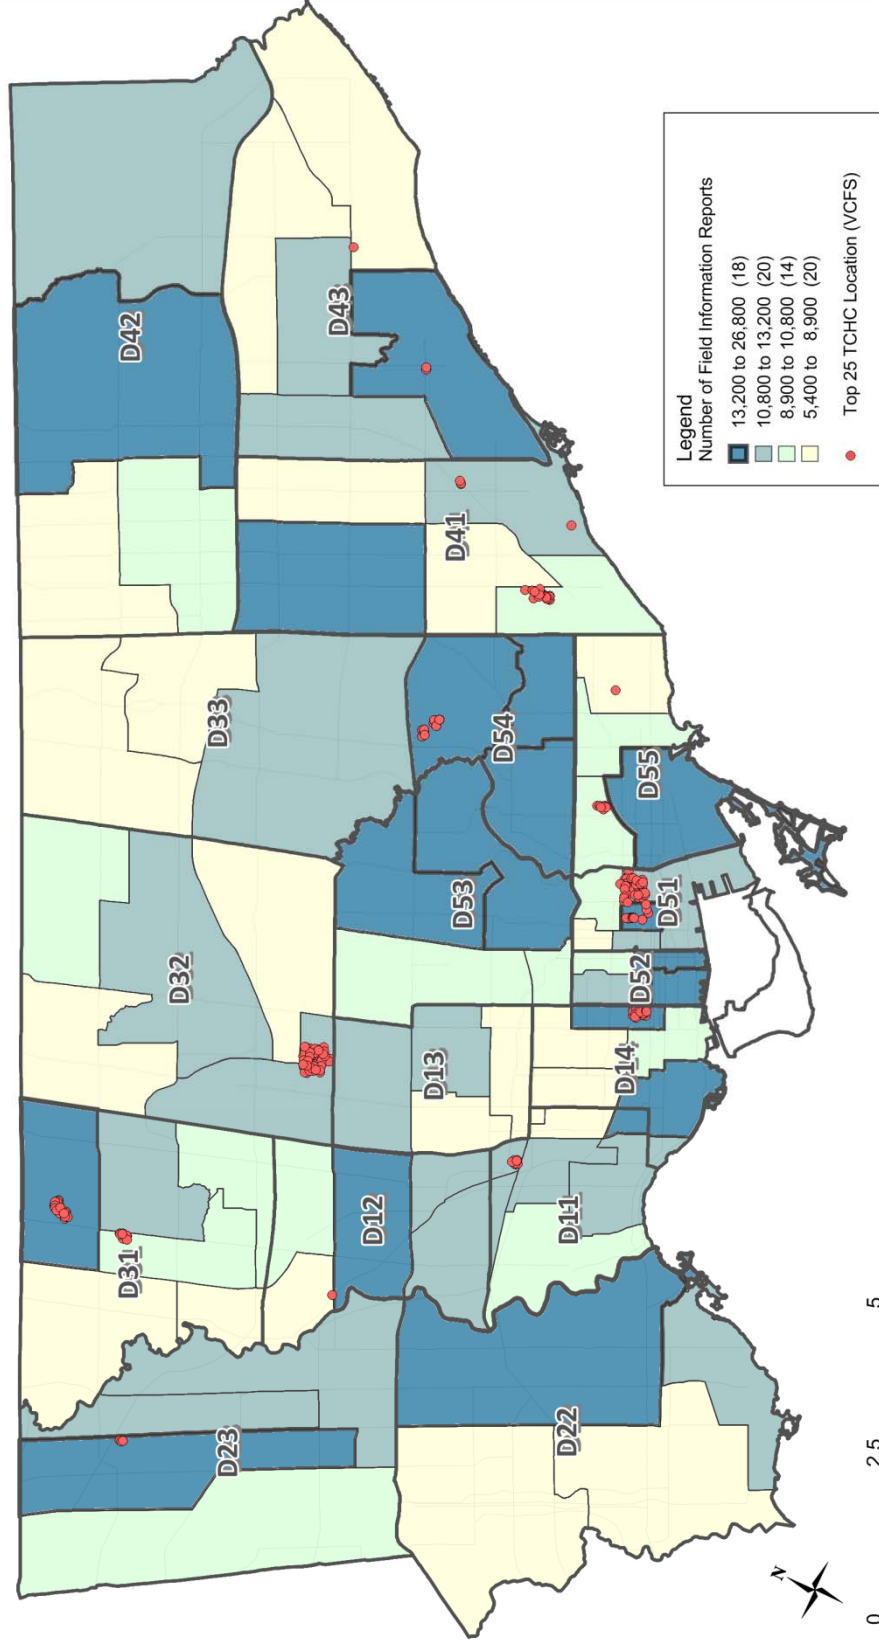 D42
D43
D41
D33
D54
D55
D53
D51
D32
D52
D13
D14
D31
D12
D11
D23
D22
Legend
Number of Field Information Reports
13,200 to 26,800 (18)
10,800 to 13,200 (20)
8,900 to 10,800 (14)
5,400 to 8,900 (20)
Top 25 TCHC Location (VCFS)
N
0
2.5
5